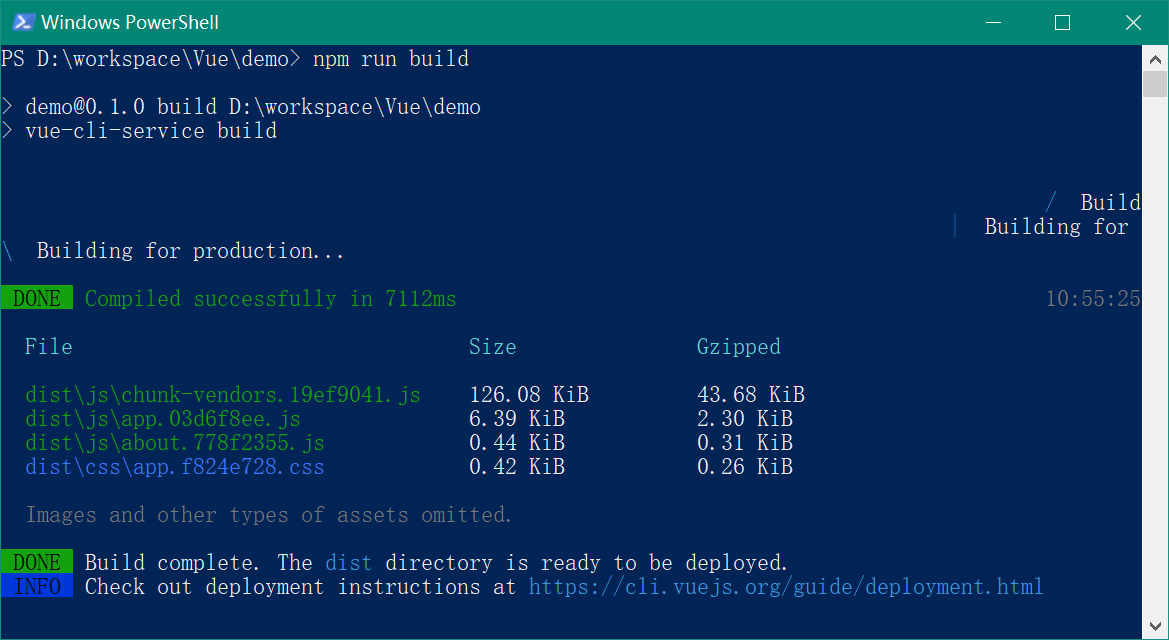 Windows PowerShell
PS D:\workspace\Vue\demo> npm run build
> demo@0.1.0 build D:\workspace\Vue\demo
> vue-cli-service build
/ Build
| Building for
\ Building for production...
DONE Compiled successfully in 7112ms 10:55:25
File Size Gzipped
dist\js\chunk-vendors.19ef9041.js 126.08 KiB 43.68 KiB
dist\js\app.03d6f8ee.js 6.39 KiB 2.30 KiB
dist\js\about.778f2355.js 0.44 KiB 0.31 KiB
dist\css\app.f824e728.css 0.42 KiB 0.26 KiB
Images and other types of assets omitted.
DONE Build complete. The dist directory is ready to be deployed.
INFO Check out deployment instructions at https://cli.vuejs.org/guide/deployment.html